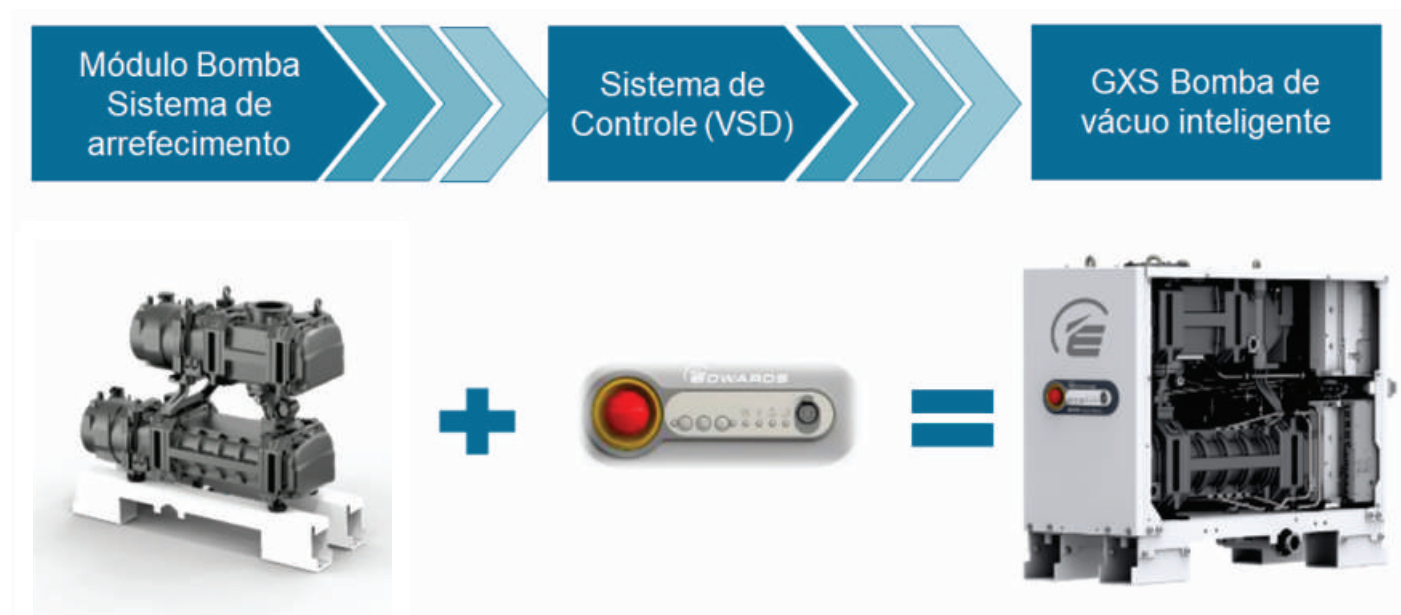 Módulo Bomba
Sistema de
arrefecimento
Sistema de
Controle (VSD)
GXS Bomba de
vácuo inteligente
EDWARDS